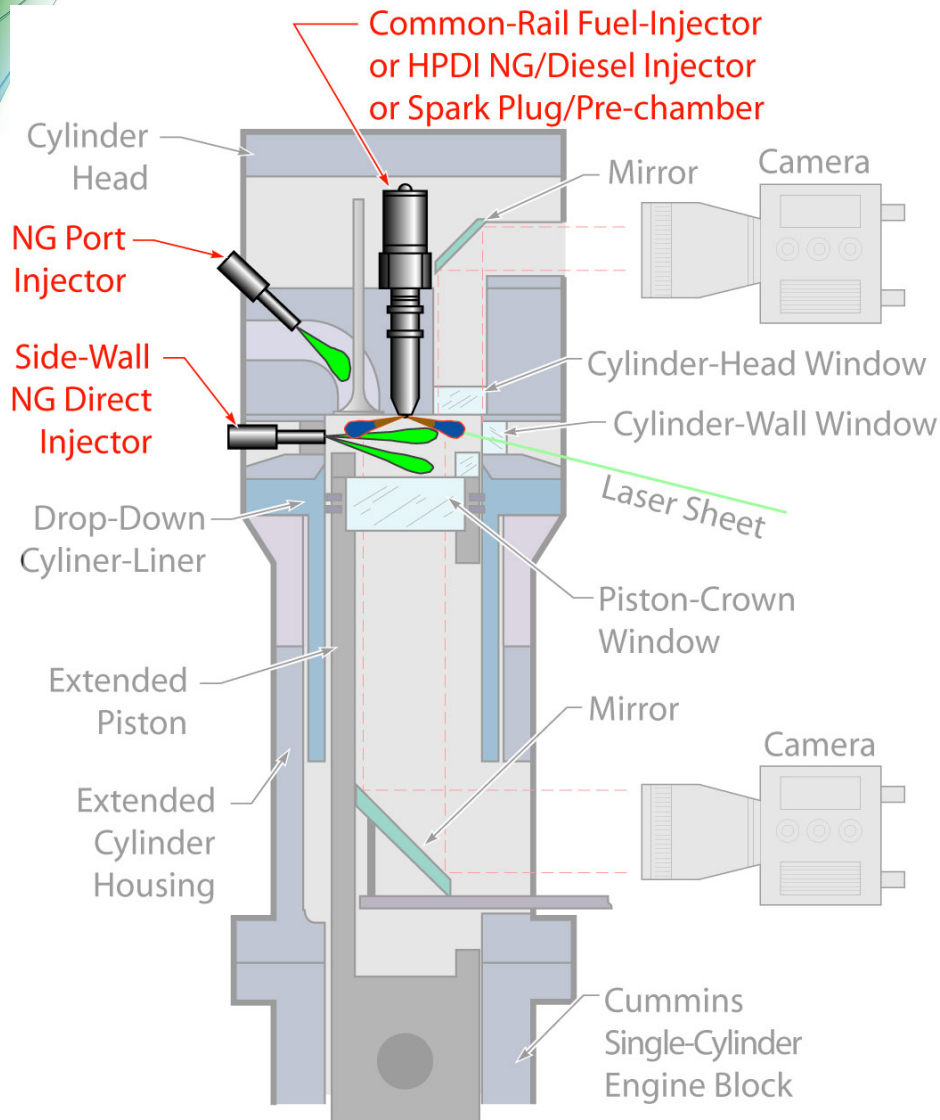 Common-Rail Fuel-Injector
or HPDI NG/Diesel Injector
or Spark Plug/Pre-chamber
Cylinder
Head
Mirror
Camera
NG Port
Injector
Side-Wall
NG Direct
Injector
Cylinder-Head Window
Cylinder-Wall Window
Laser Sheet
Drop-Down
Cyliner-Liner
Piston-Crown
Window
Extended
Piston
Mirror
Camera
Extended
Cylinder
Housing
Cummins
Single-Cylinder
Engine Block